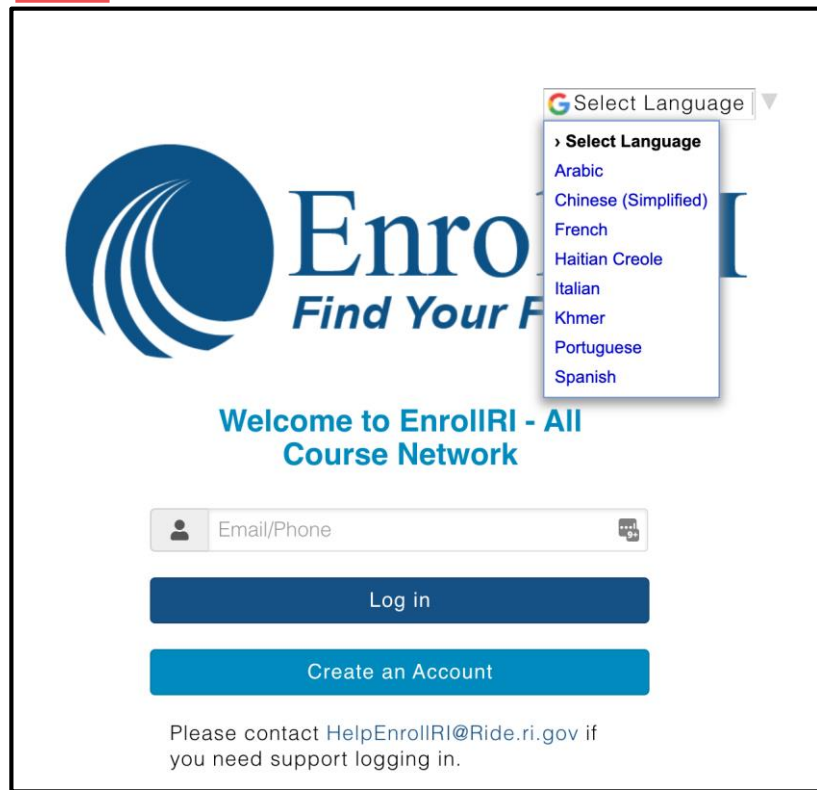 Select Language ▼
› Select Language
Arabic
Chinese (Simplified)
French
Haitian Creole
Italian
Khmer
Portuguese
Spanish
Enro I
Find Your F
Welcome to EnrollRI - All
Course Network
Email/Phone
Log in
Create an Account
Please contact HelpEnrollRI@Ride.ri.gov if
you need support logging in.